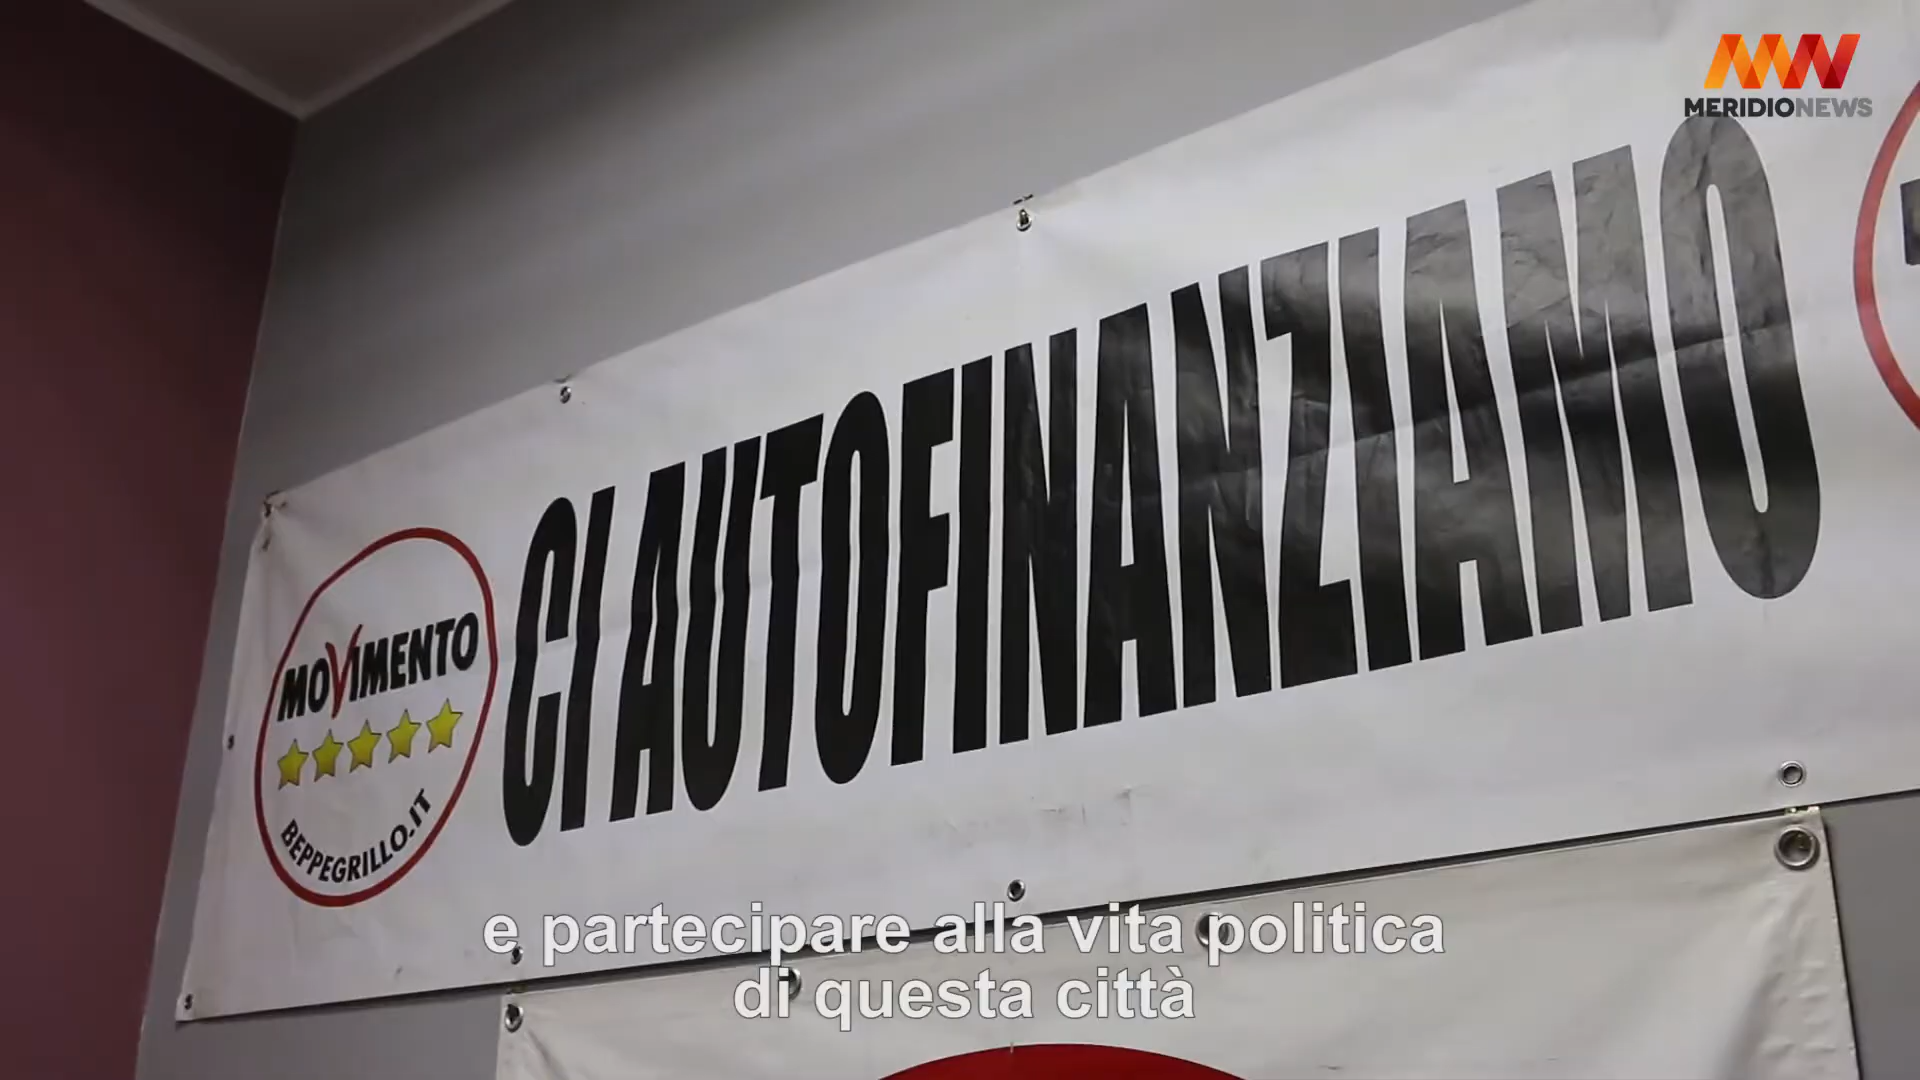 MERIDIONEWS
CI AUTOFINANZIAMO
MOVIMENTO
BEPPEGRILLO.IT
e partecipare alla vita politica
di questa città